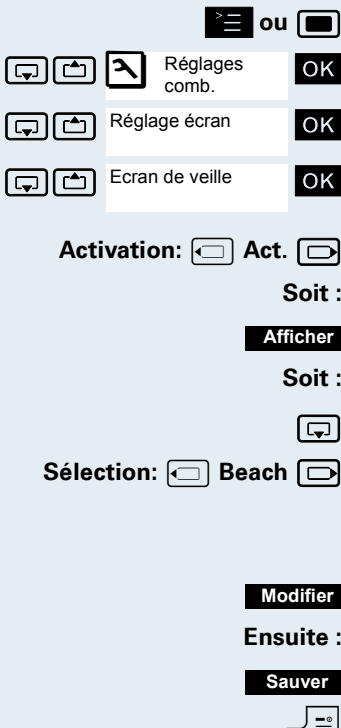 ou
Réglages
comb.
OK
Réglage écran
OK
Ecran de veille
OK
Activation: Act.
Soit :
Afficher
Soit :
Sélection: Beach
Modifier
Ensuite :
Sauver